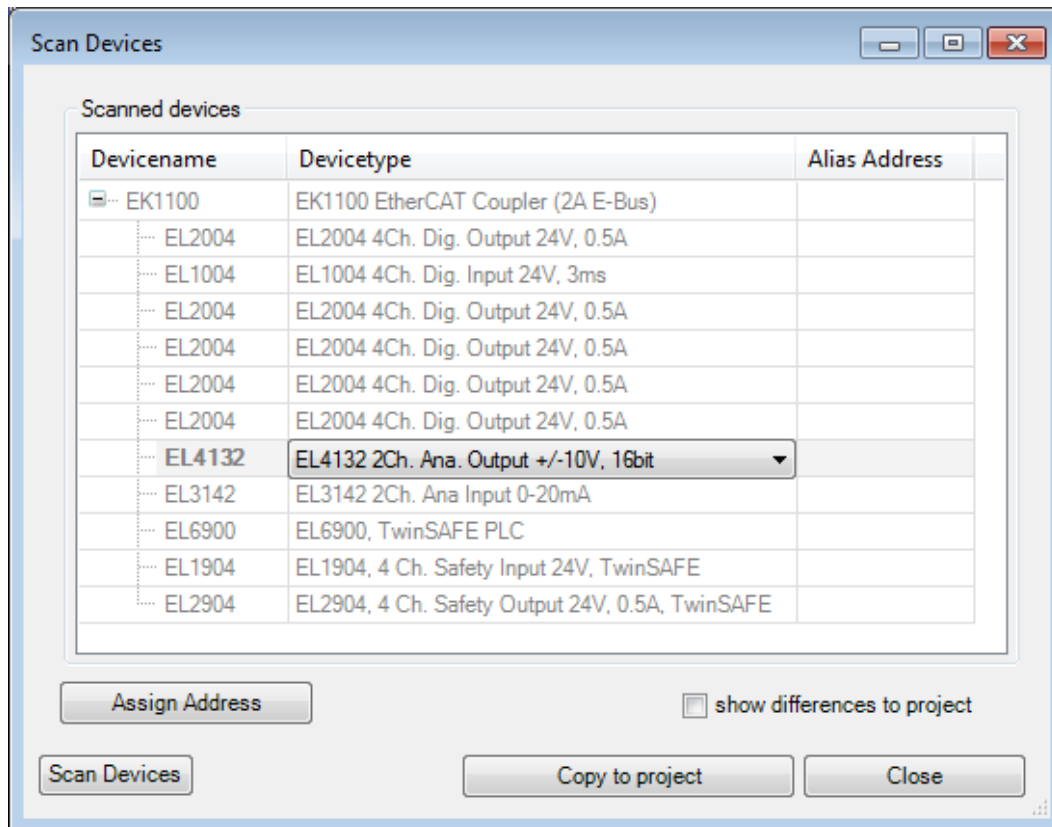 Scan Devices
Scanned devices
Devicename Devicetype Alias Address
EK1100 EK1100 EtherCAT Coupler (2A E-Bus)
EL2004 EL2004 4Ch. Dig. Output 24V, 0.5A
EL1004 EL1004 4Ch. Dig. Input 24V, 3ms
EL2004 EL2004 4Ch. Dig. Output 24V, 0.5A
EL2004 EL2004 4Ch. Dig. Output 24V, 0.5A
EL2004 EL2004 4Ch. Dig. Output 24V, 0.5A
EL2004 EL2004 4Ch. Dig. Output 24V, 0.5A
EL4132 EL4132 2Ch. Ana. Output +/-10V, 16bit
EL3142 EL3142 2Ch. Ana Input 0-20mA
EL6900 EL6900, TwinSAFE PLC
EL1904 EL1904, 4 Ch. Safety Input 24V, TwinSAFE
EL2904 EL2904, 4 Ch. Safety Output 24V, 0.5A, TwinSAFE
Assign Address show differences to project
Scan Devices Copy to project Close